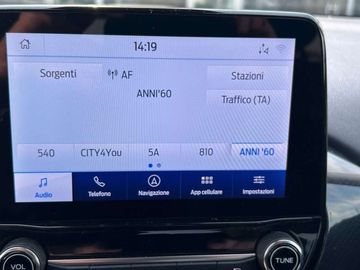 14:19
Sorgenti
AF
Stazioni
ANNI'60
Traffico (TA)
540
CITY4You
5A
810
ANNI '60
Audio
Telefono
Navigazione
App cellulare
Impostazioni
VOL
TUNE